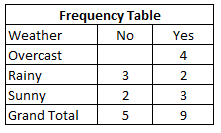 Frequency Table
Weather No Yes
Overcast 4
Rainy 3 2
Sunny 2 3
Grand Total 5 9